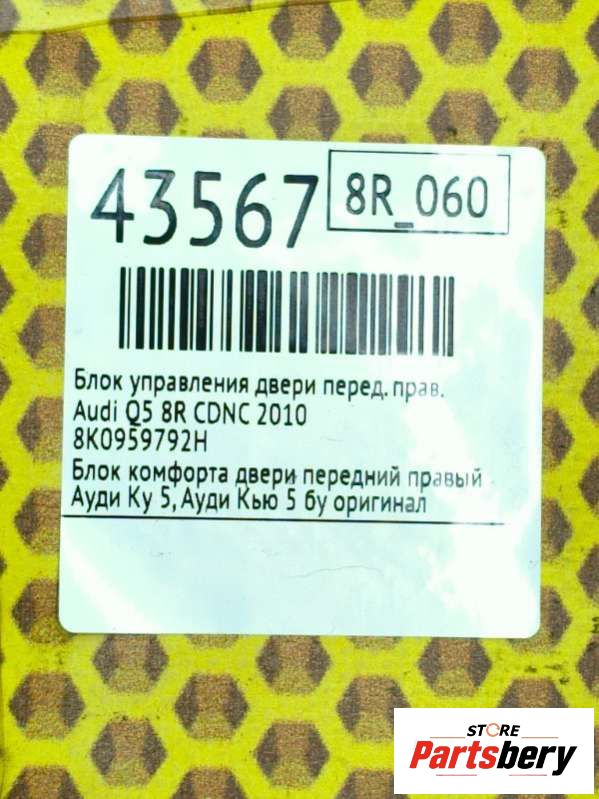 43567
8R_060
Блок управления двери перед. прав.
Audi Q5 8R CDNC 2010
8K0959792H
Блок комфорта двери передний правый
Ауди Ку 5, Ауди Кью 5 бу оригинал
STORE
Partsbery